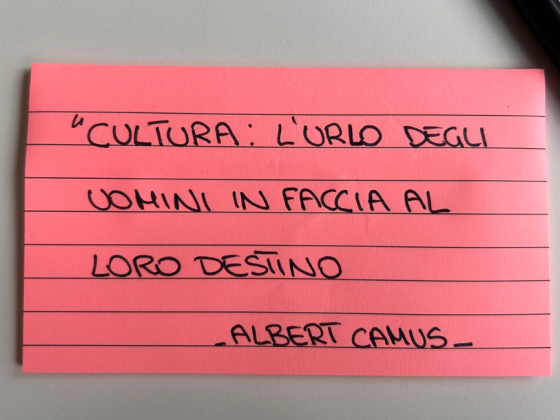 "CULTURA: L'URLO DEGLI
UOMINI IN FACCIA AL
LORO DESTINO
_ALBERT CAMUS_